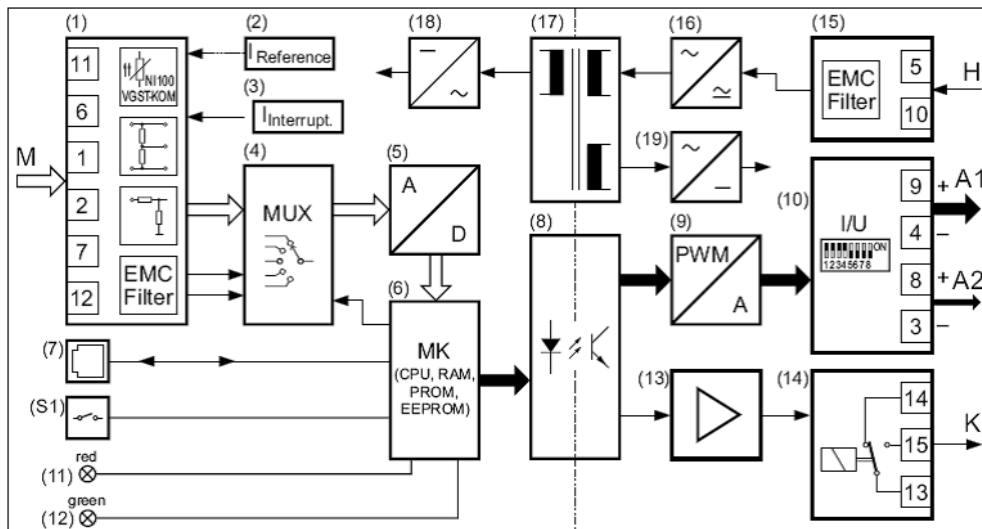 (1)
11
6
1
2
7
12
M
NI100
VGST-KOM
EMC
Filter
(2)
I Reference
(3)
I Interrupt.
(4)
MUX
(5)
A
D
(6)
MK
(CPU, RAM,
PROM,
EEPROM)
(7)
(S1)
red
(11)
green
(12)
(18)
(17)
(16)
(15)
EMC
Filter
5
10
H
(19)
(8)
(9)
PWM
A
(10)
I/U
ON
12345678
9
4
8
3
+ A1
−
+ A2
−
(13)
(14)
14
15
13
K